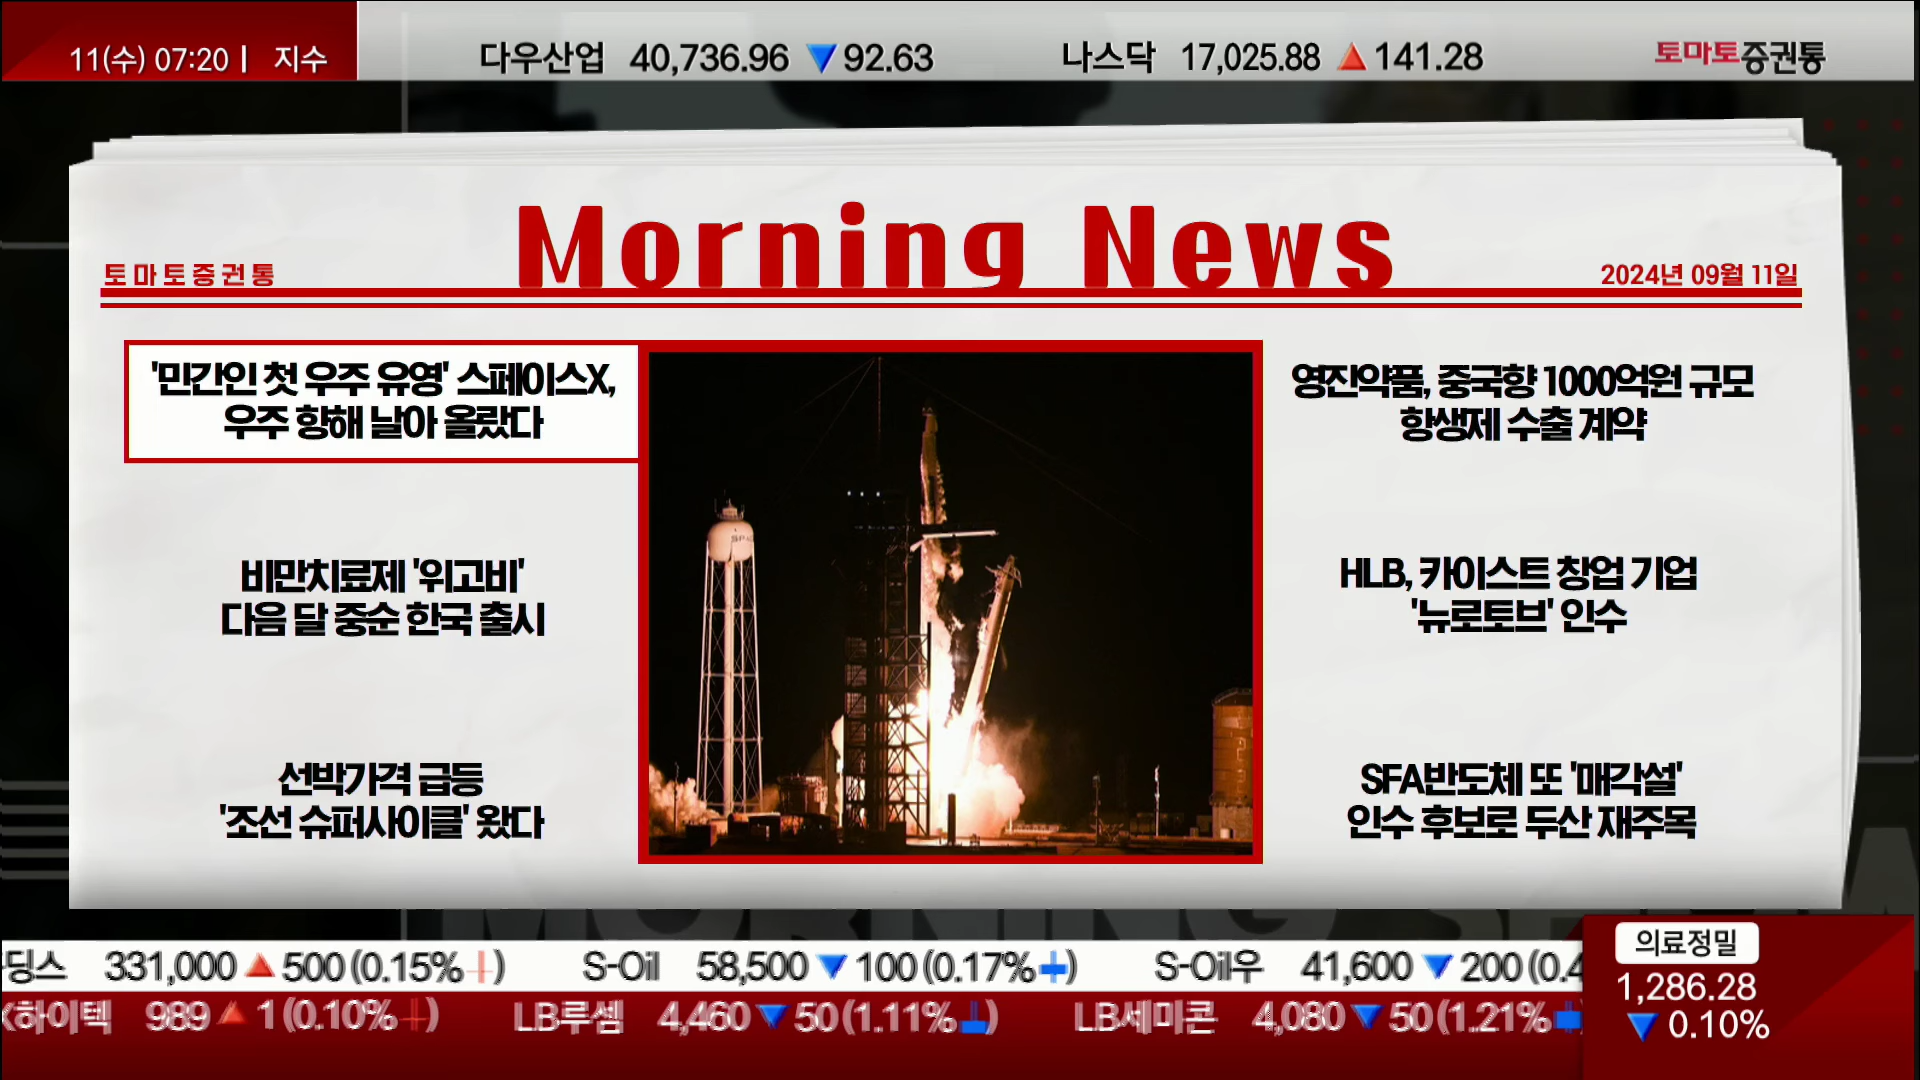 11(수) 07:20 | 지수
다우산업 40,736.96 ▼ 92.63
나스닥 17,025.88 ▲ 141.28
토마토증권통
Morning News
토마토증권통
2024년 09월 11일
'민간인 첫 우주 유영' 스페이스X,
우주 항해 날아 올랐다
비만치료제 '위고비'
다음 달 중순 한국 출시
선박가격 급등
'조선 슈퍼사이클' 왔다
영진약품, 중국향 1000억원 규모
항생제 수출 계약
HLB, 카이스트 창업 기업
'뉴로토브' 인수
SFA반도체 또 '매각설'
인수 후보로 두산 재주목
딩스 331,000 ▲ 500 (0.15%+) S-Oil 58,500 ▼ 100 (0.17%+) S-Oil우 41,600 ▼ 200 (0.4
하이텍 989 ▲ 1 (0.10%+) LB루셈 4,460 ▼ 50 (1.11%) LB세미콘 4,080 ▼ 50 (1.21%
의료정밀
1,286.28
▼ 0.10%